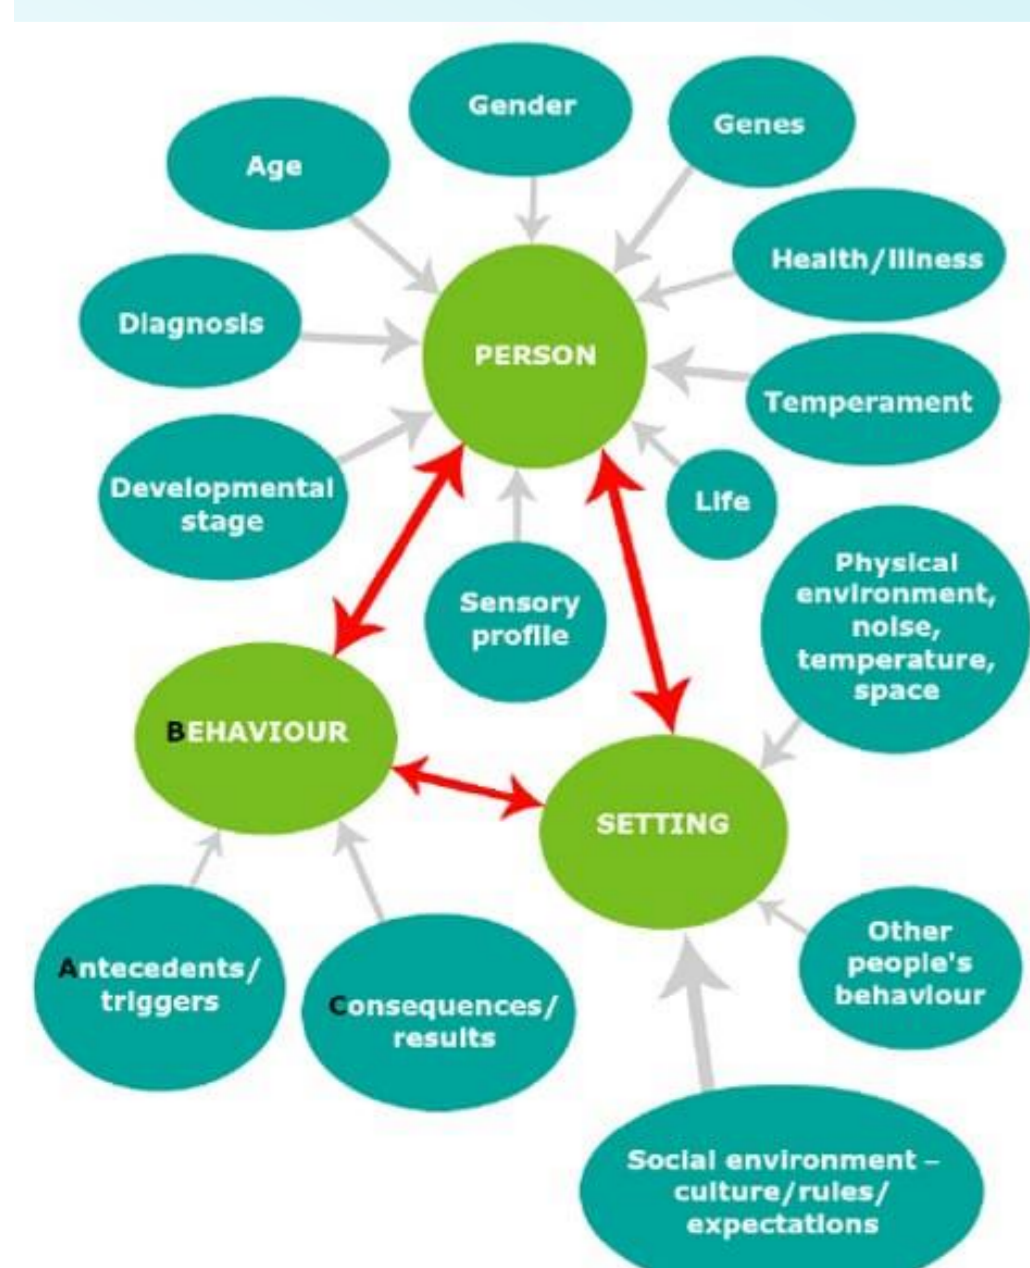 Gender
Genes
Age
Health/Illness
Diagnosis
PERSON
Temperament
Developmental
stage
Life
Sensory
profile
Physical
environment,
noise,
temperature,
space
BEHAVIOUR
SETTING
Antecedents/
triggers
Consequences/
results
Other
people's
behaviour
Social environment –
culture/rules/
expectations